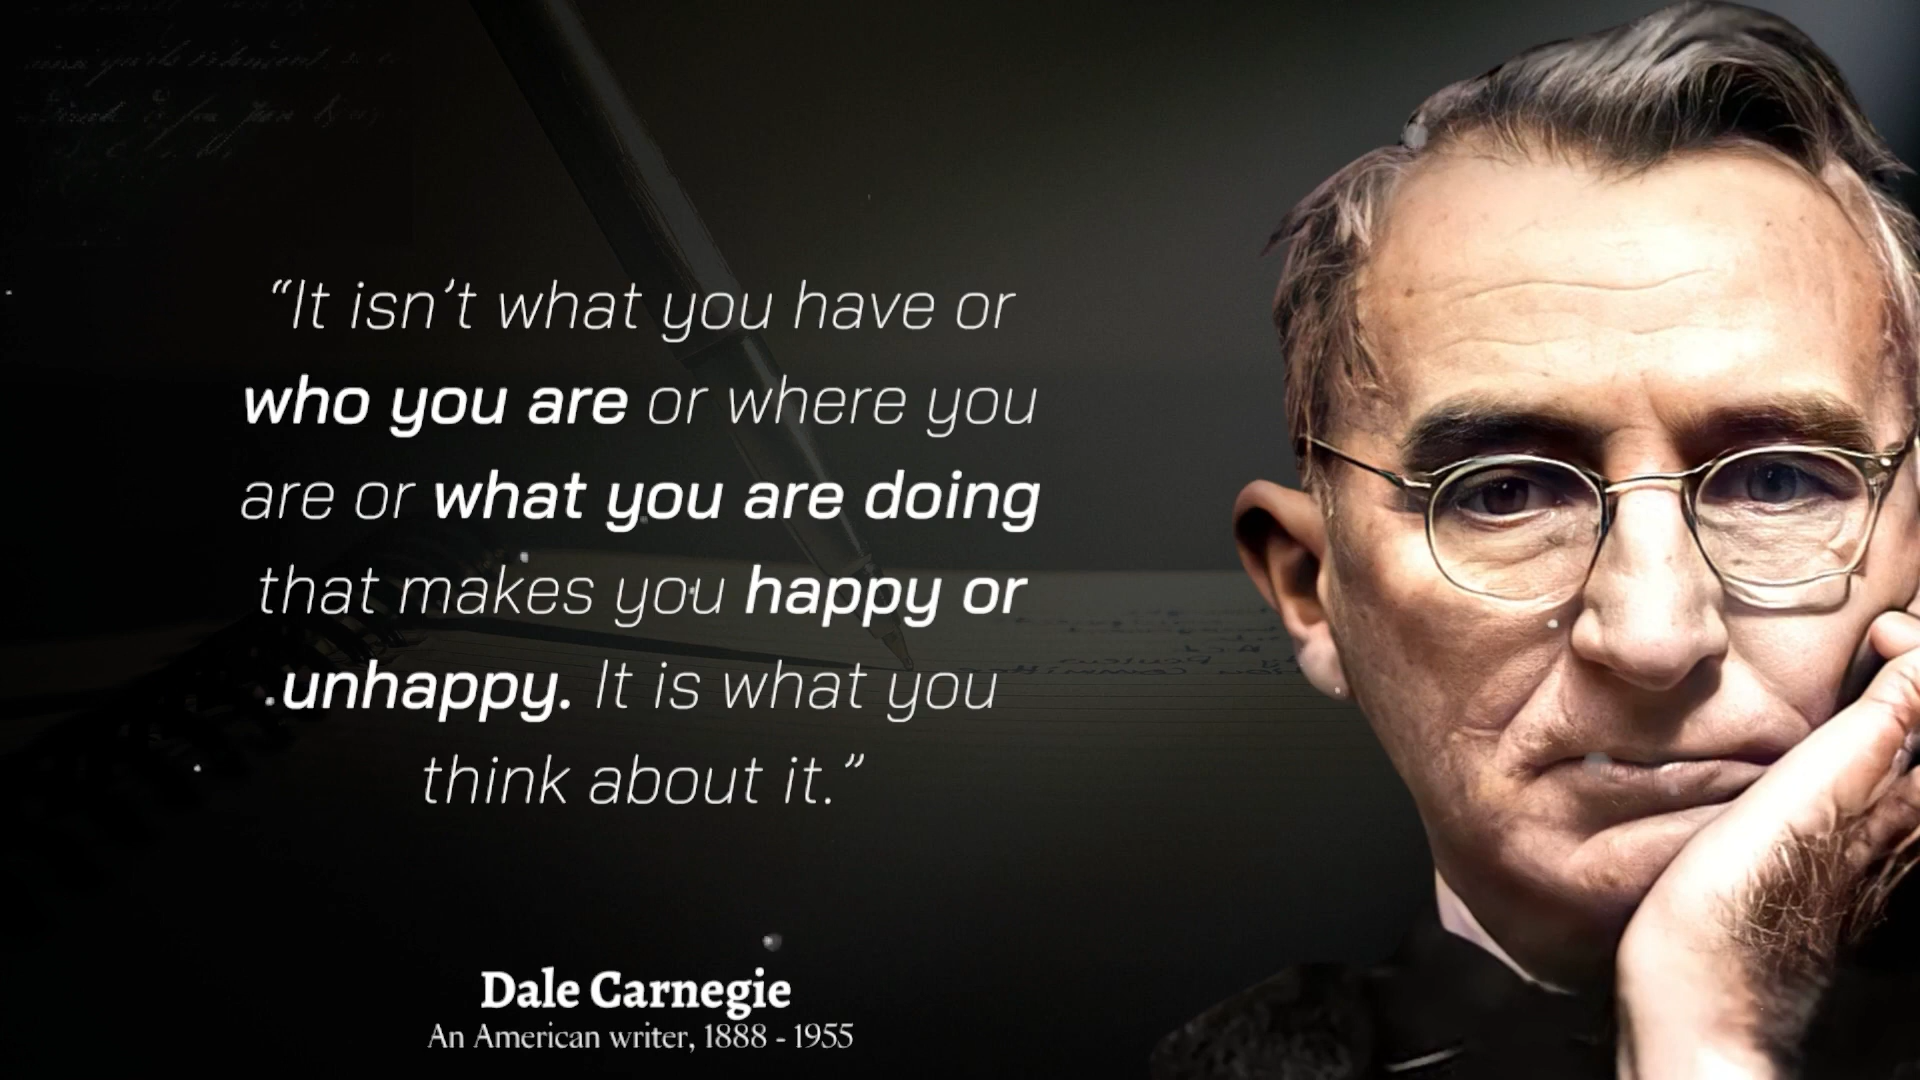 “It isn’t what you have or
who you are or where you
are or what you are doing
that makes you happy or
unhappy. It is what you
think about it.”
Dale Carnegie
An American writer, 1888 - 1955